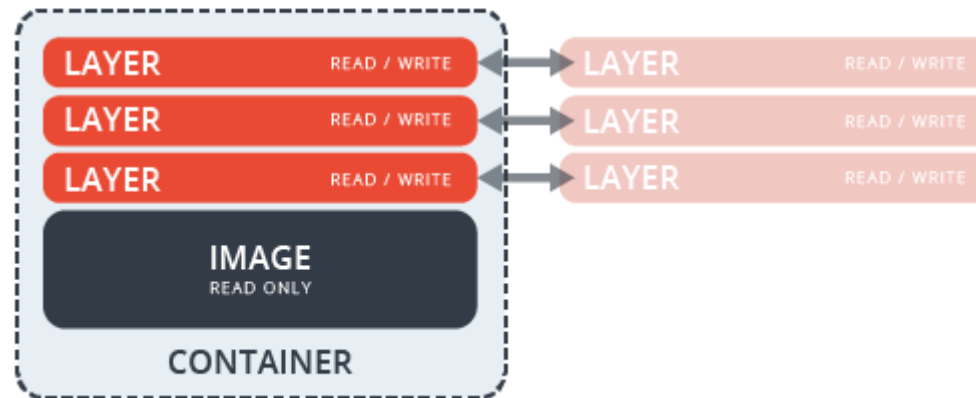 LAYER READ / WRITE LAYER READ / WRITE
LAYER READ / WRITE LAYER READ / WRITE
LAYER READ / WRITE LAYER READ / WRITE
IMAGE
READ ONLY
CONTAINER